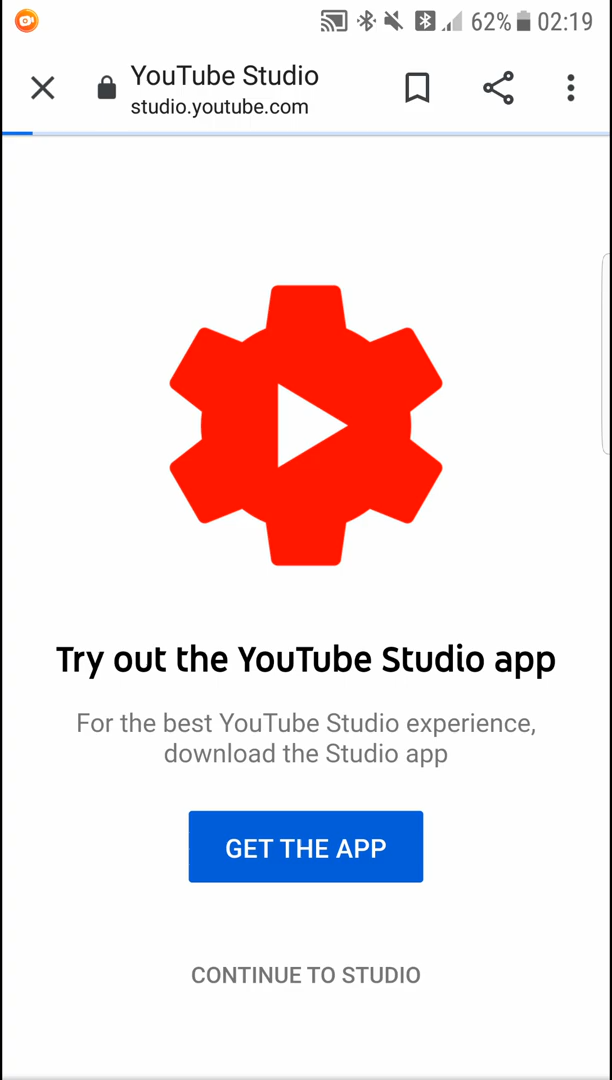 62% 02:19
YouTube Studio
studio.youtube.com
Try out the YouTube Studio app
For the best YouTube Studio experience,
download the Studio app
GET THE APP
CONTINUE TO STUDIO